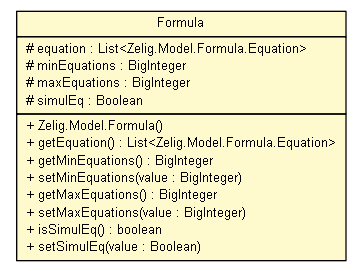 Formula
# equation : List<Zelig.Model.Formula.Equation>
# minEquations : BigInteger
# maxEquations : BigInteger
# simulEq : Boolean
+ Zelig.Model.Formula()
+ getEquation() : List<Zelig.Model.Formula.Equation>
+ getMinEquations() : BigInteger
+ setMinEquations(value : BigInteger)
+ getMaxEquations() : BigInteger
+ setMaxEquations(value : BigInteger)
+ isSimulEq() : boolean
+ setSimulEq(value : Boolean)